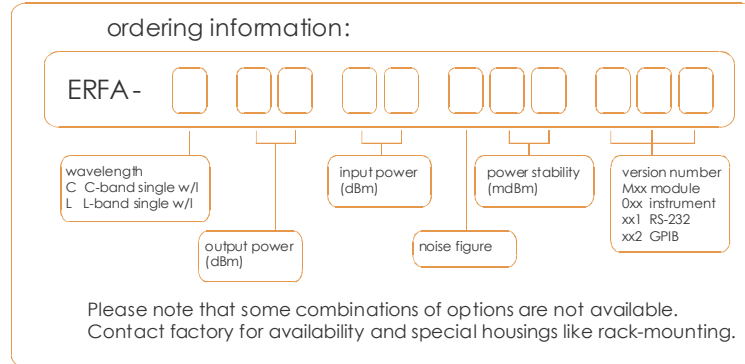 ordering information:
ERFA-
wavelength
C C-band single w/l
L L-band single w/l
output power
(dBm)
input power
(dBm)
noise figure
power stability
(mdBm)
version number
Mxx module
0xx instrument
xx1 RS-232
xx2 GPIB
Please note that some combinations of options are not available.
Contact factory for availability and special housings like rack-mounting.